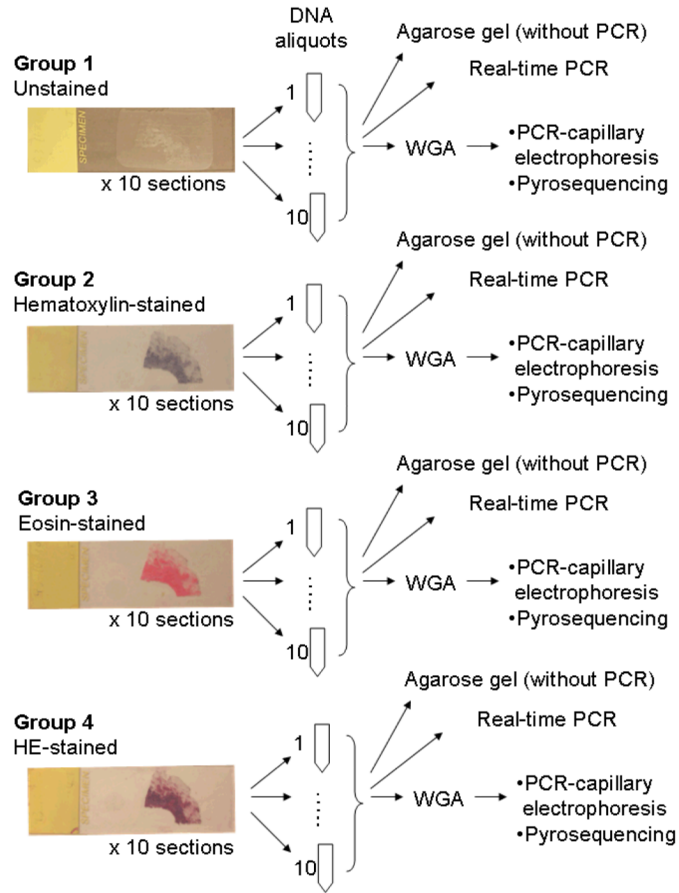 DNA
aliquots
Group 1
Unstained
SPECIMEN
x 10 sections
1
10
Agarose gel (without PCR)
Real-time PCR
WGA
•PCR-capillary
electrophoresis
•Pyrosequencing
Group 2
Hematoxylin-stained
SPECIMEN
x 10 sections
1
10
Agarose gel (without PCR)
Real-time PCR
WGA
•PCR-capillary
electrophoresis
•Pyrosequencing
Group 3
Eosin-stained
SPECIMEN
x 10 sections
1
10
Agarose gel (without PCR)
Real-time PCR
WGA
•PCR-capillary
electrophoresis
•Pyrosequencing
Group 4
HE-stained
SPECIMEN
x 10 sections
1
10
Agarose gel (without PCR)
Real-time PCR
WGA
•PCR-capillary
electrophoresis
•Pyrosequencing